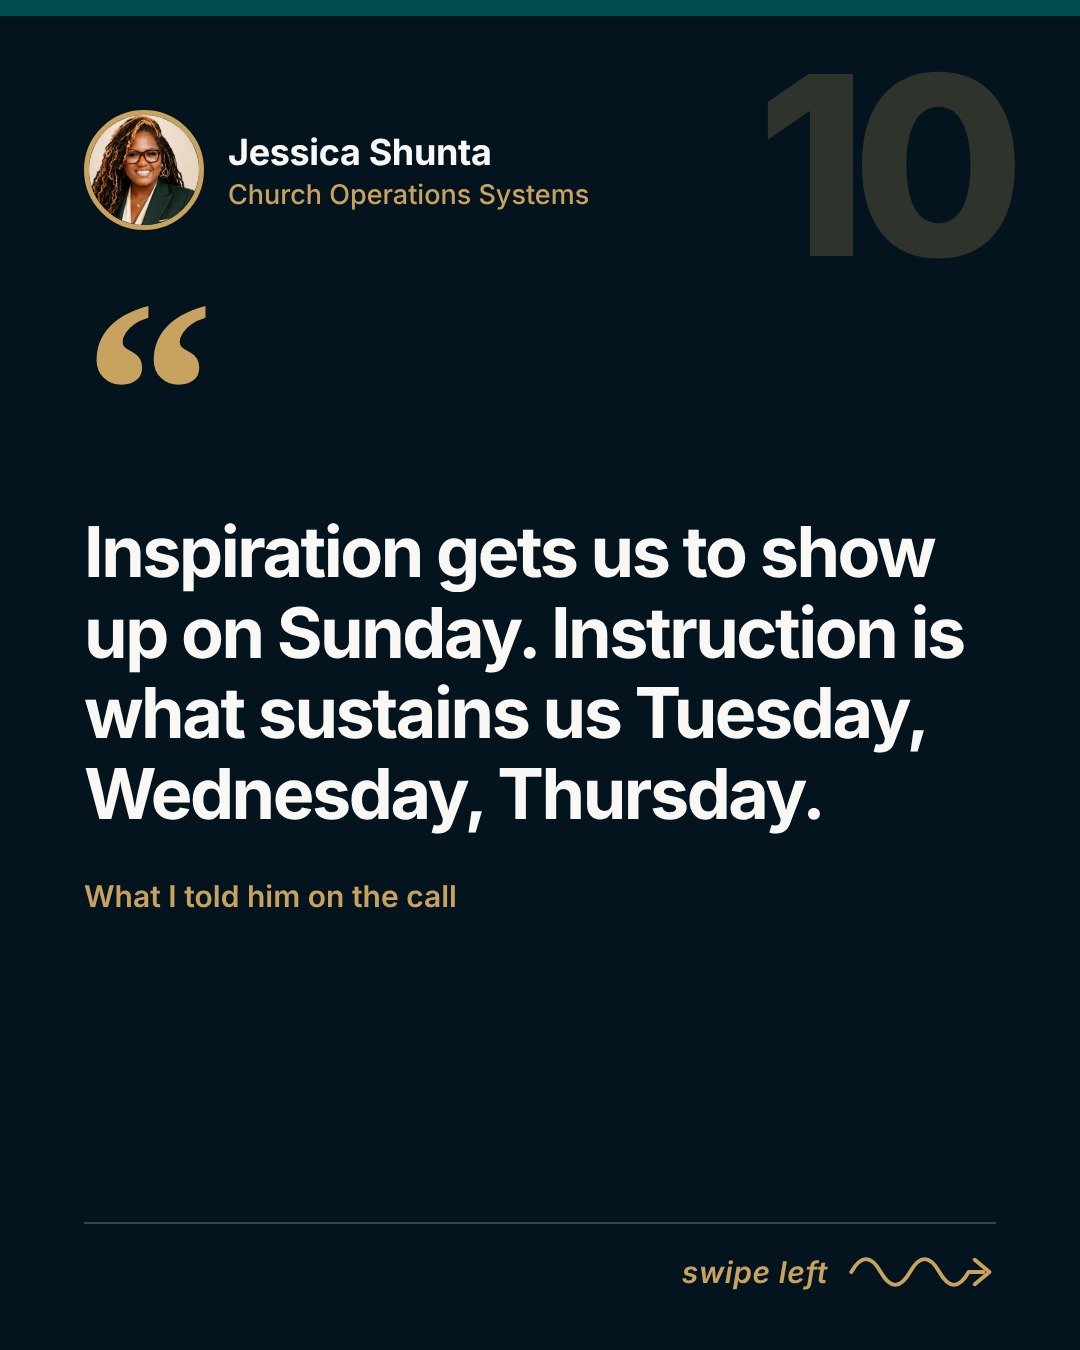 10
Jessica Shunta
Church Operations Systems
“
Inspiration gets us to show
up on Sunday. Instruction is
what sustains us Tuesday,
Wednesday, Thursday.
What I told him on the call
swipe left